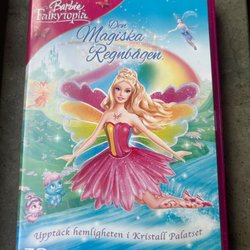 Barbie
Fairytopia
Den
Magiska
Regnbågen
Upptäck hemligheten i Kristall Palatset